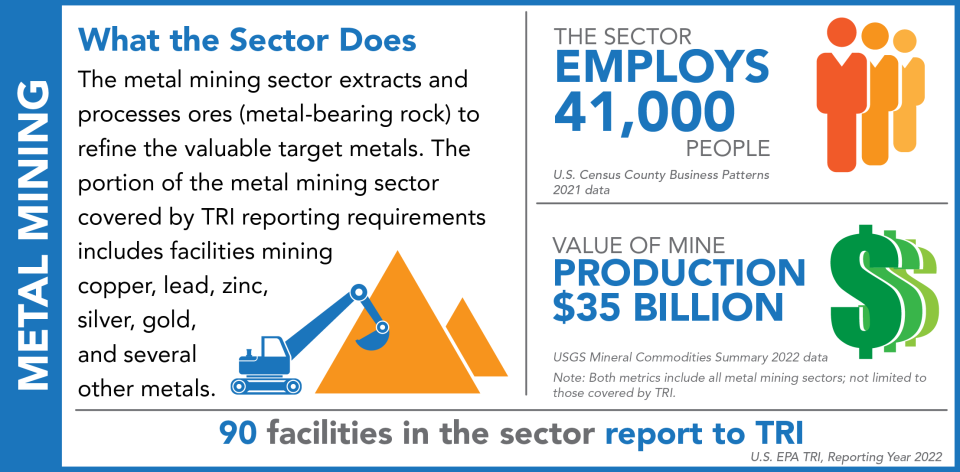 METAL MINING
What the Sector Does
The metal mining sector extracts and
processes ores (metal-bearing rock) to
refine the valuable target metals. The
portion of the metal mining sector
covered by TRI reporting requirements
includes facilities mining
copper, lead, zinc,
silver, gold,
and several
other metals.
THE SECTOR
EMPLOYS
41,000
PEOPLE
U.S. Census County Business Patterns
2021 data
VALUE OF MINE
PRODUCTION
$35 BILLION
USGS Mineral Commodities Summary 2022 data
Note: Both metrics include all metal mining sectors; not limited to
those covered by TRI.
90 facilities in the sector report to TRI
U.S. EPA TRI, Reporting Year 2022